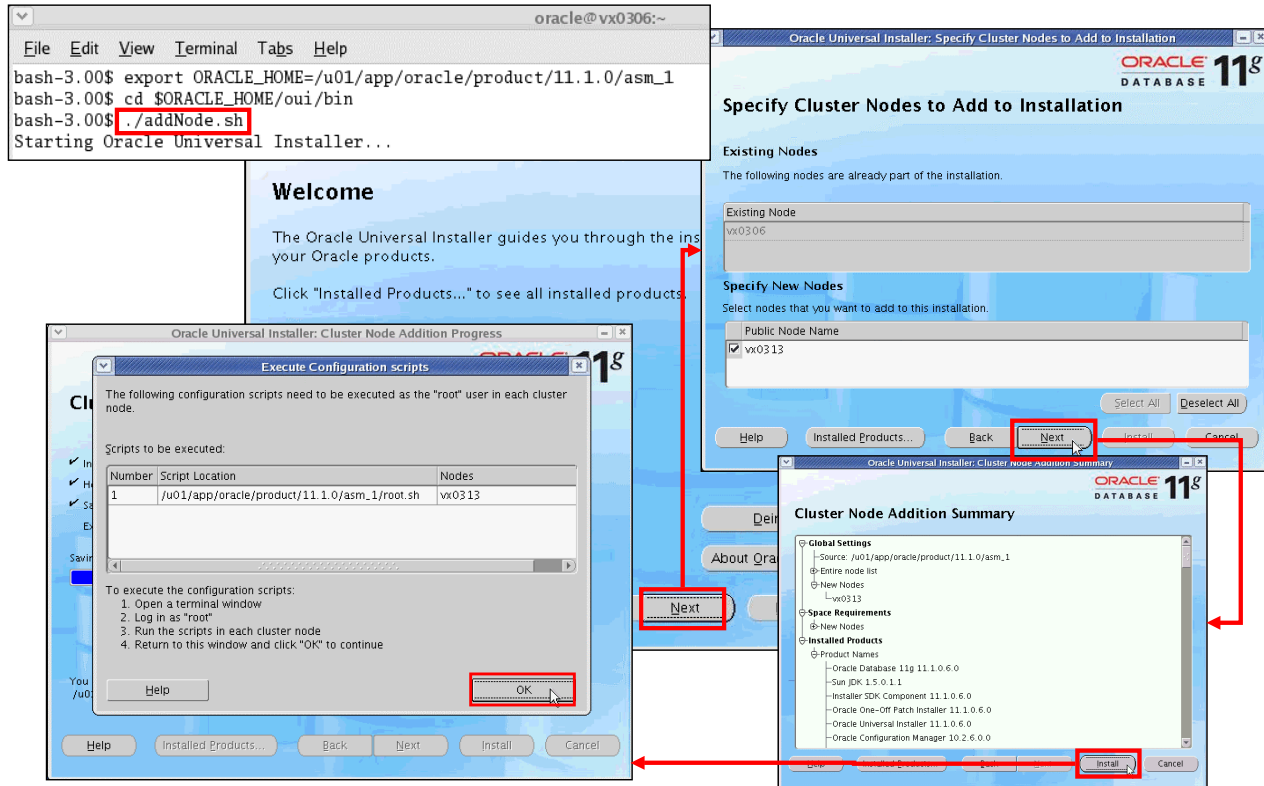 oracle@vx0306:~
File Edit View Terminal Tabs Help
bash-3.00$ export ORACLE_HOME=/u01/app/oracle/product/11.1.0/asm_1
bash-3.00$ cd $ORACLE_HOME/oui/bin
bash-3.00$ ./addNode.sh
Starting Oracle Universal Installer...
Welcome
The Oracle Universal Installer guides you through the ins
your Oracle products.
Click "Installed Products..." to see all installed products.
About Ora
Next
Oracle Universal Installer: Specify Cluster Nodes to Add to Installation
ORACLE 11g
DATABASE
Specify Cluster Nodes to Add to Installation
Existing Nodes
The following nodes are already part of the installation.
Existing Node
vx0306
Specify New Nodes
Select nodes that you want to add to this installation.
Public Node Name
vx0313
Select All Deselect All
Help Installed Products... Back Next Install Cancel
Oracle Universal Installer: Cluster Node Addition Summary
ORACLE 11g
DATABASE
Cluster Node Addition Summary
Global Settings
Source: /u01/app/oracle/product/11.1.0/asm_1
Entire node list
New Nodes
vx0313
Space Requirements
New Nodes
Installed Products
Product Names
Oracle Database 11g 11.1.0.6.0
Sun JDK 1.5.0.1.1
Installer SDK Component 11.1.0.6.0
Oracle One-Off Patch Installer 11.1.0.6.0
Oracle Universal Installer 11.1.0.6.0
Oracle Configuration Manager 10.2.6.0.0
Help Installed Products... Back Next Install Cancel
Oracle Universal Installer: Cluster Node Addition Progress
11g
Execute Configuration scripts
The following configuration scripts need to be executed as the "root" user in each cluster
node.
Scripts to be executed:
Number Script Location Nodes
1 /u01/app/oracle/product/11.1.0/asm_1/root.sh vx0313
To execute the configuration scripts:
1. Open a terminal window
2. Log in as "root"
3. Run the scripts in each cluster node
4. Return to this window and click "OK" to continue
Help OK
You
/u0
Help Installed Products... Back Next Install Cancel